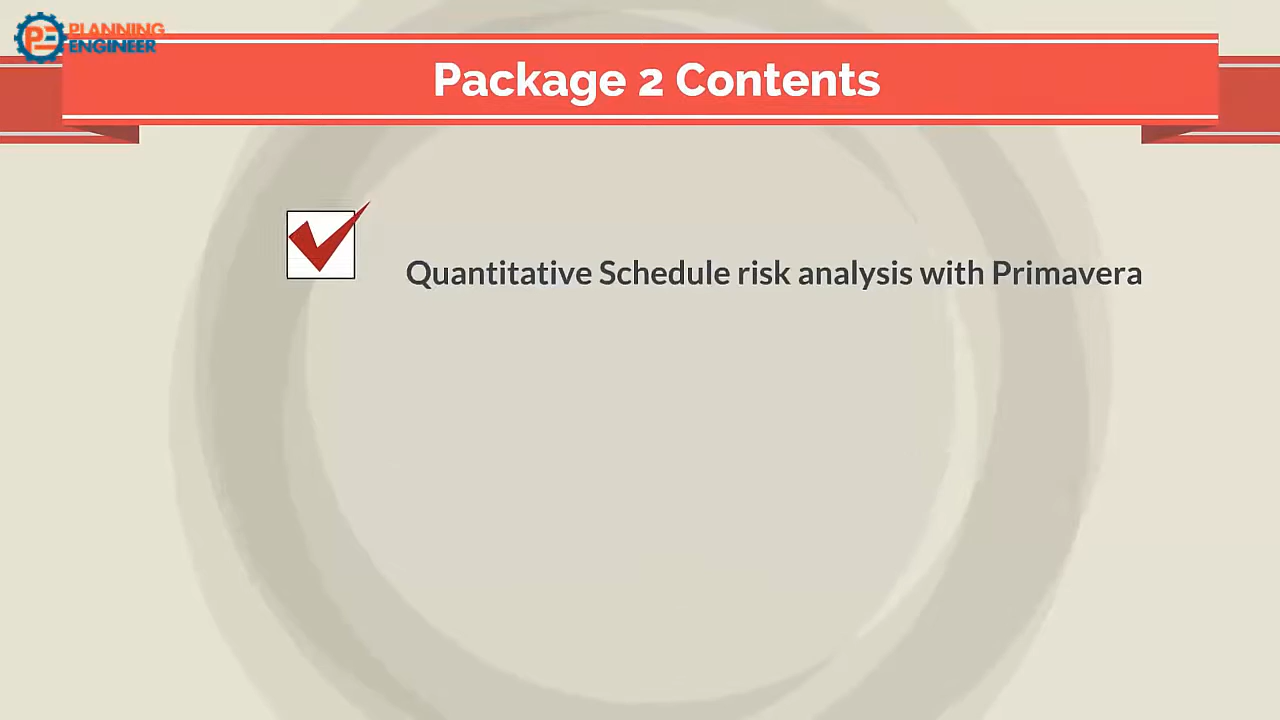 PLANNING
ENGINEER
Package 2 Contents
Quantitative Schedule risk analysis with Primavera